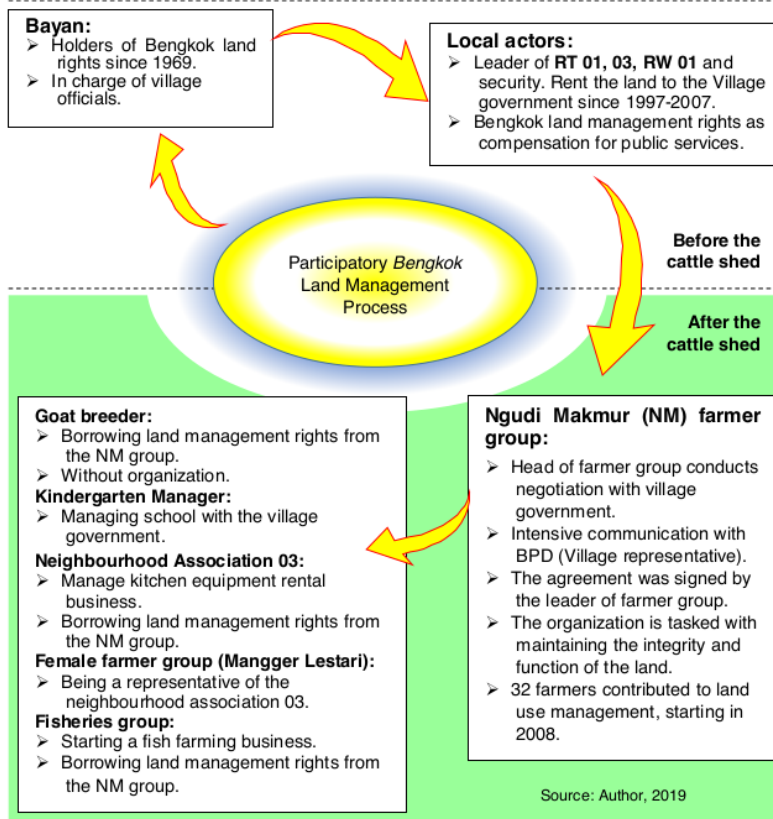 Bayan:
➢ Holders of Bengkok land
rights since 1969.
➢ In charge of village
officials.
Local actors:
➢ Leader of RT 01, 03, RW 01 and
security. Rent the land to the Village
government since 1997-2007.
➢ Bengkok land management rights as
compensation for public services.
Participatory Bengkok
Land Management
Process
Before the
cattle shed
After the
cattle shed
Goat breeder:
➢ Borrowing land management rights from
the NM group.
➢ Without organization.
Kindergarten Manager:
➢ Managing school with the village
government.
Neighbourhood Association 03:
➢ Manage kitchen equipment rental
business.
➢ Borrowing land management rights from
the NM group.
Female farmer group (Mangger Lestari):
➢ Being a representative of the
neighbourhood association 03.
Fisheries group:
➢ Starting a fish farming business.
➢ Borrowing land management rights from
the NM group.
Ngudi Makmur (NM) farmer
group:
➢ Head of farmer group conducts
negotiation with village
government.
➢ Intensive communication with
BPD (Village representative).
➢ The agreement was signed by
the leader of farmer group.
➢ The organization is tasked with
maintaining the integrity and
function of the land.
➢ 32 farmers contributed to land
use management, starting in
2008.
Source: Author, 2019